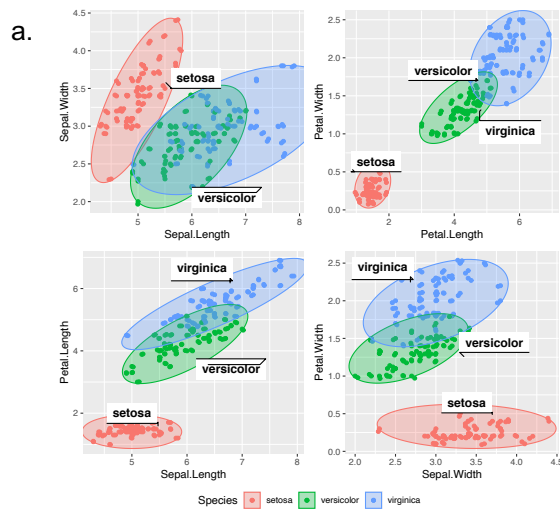 a.
4.5
4.0
3.5
3.0
2.5
2.0
Sepal.Width
setosa
versicolor
5 6 7 8
Sepal.Length
2.5
2.0
1.5
1.0
0.5
0.0
Petal.Width
versicolor
virginica
setosa
2 4 6
Petal.Length
6
4
2
Petal.Length
virginica
versicolor
setosa
5 6 7 8
Sepal.Length
2.5
2.0
1.5
1.0
0.5
0.0
Petal.Width
virginica
versicolor
setosa
2.0 2.5 3.0 3.5 4.0 4.5
Sepal.Width
Species setosa versicolor virginica